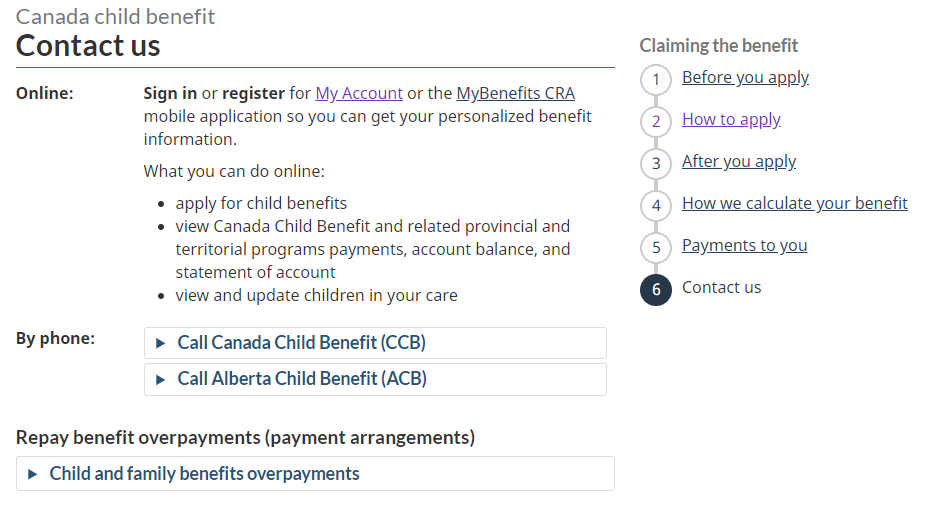 Canada child benefit
Contact us
Online:
Sign in or register for My Account or the MyBenefits CRA
mobile application so you can get your personalized benefit
information.
What you can do online:
• apply for child benefits
• view Canada Child Benefit and related provincial and
territorial programs payments, account balance, and
statement of account
• view and update children in your care
By phone:
Call Canada Child Benefit (CCB)
Call Alberta Child Benefit (ACB)
Repay benefit overpayments (payment arrangements)
Child and family benefits overpayments
Claiming the benefit
1 Before you apply
2 How to apply
3 After you apply
4 How we calculate your benefit
5 Payments to you
6 Contact us